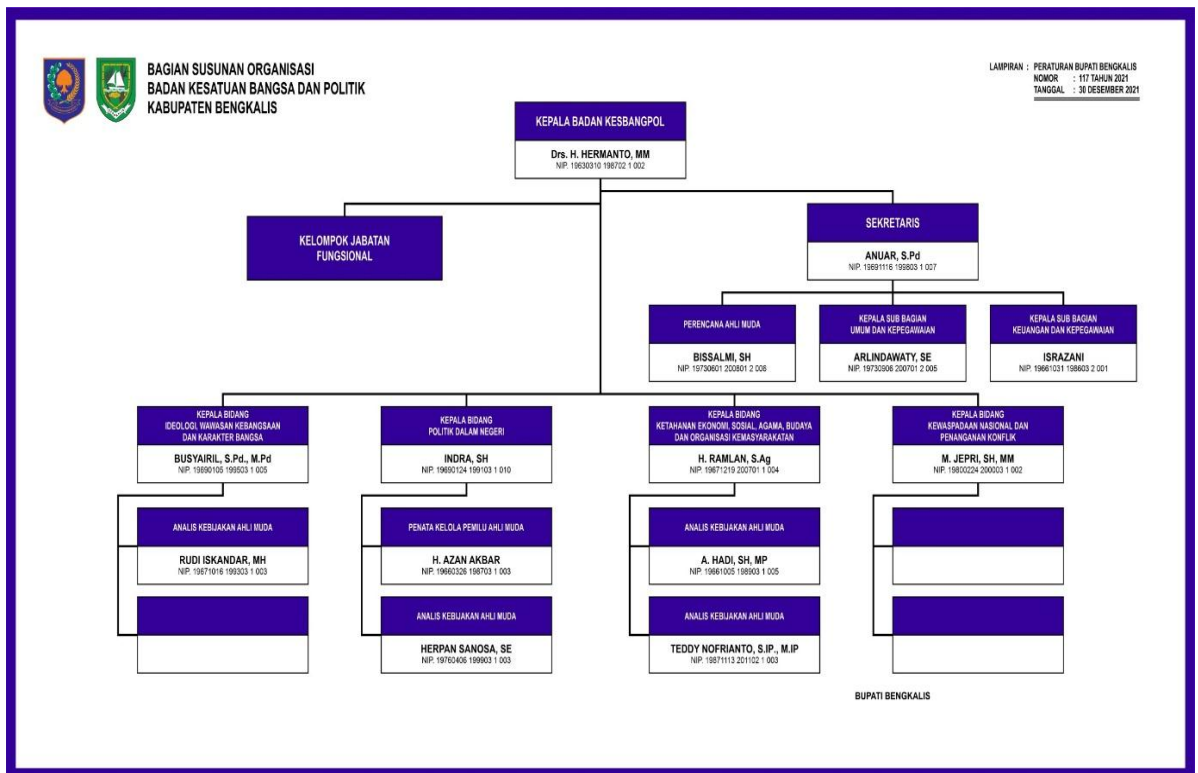 BAGIAN SUSUNAN ORGANISASI
BADAN KESATUAN BANGSA DAN POLITIK
KABUPATEN BENGKALIS
LAMPIRAN : PERATURAN BUPATI BENGKALIS
NOMOR : 117 TAHUN 2021
TANGGAL : 30 DESEMBER 2021
KEPALA BADAN KESBANGPOL
Drs. H. HERMANTO, MM
NIP. 19630310 198702 1 002
KELOMPOK JABATAN
FUNGSIONAL
SEKRETARIS
ANUAR, S.Pd
NIP. 19691116 199803 1 007
PERENCANA AHLI MUDA
BISSALMI, SH
NIP. 19730601 200801 2 008
KEPALA SUB BAGIAN
UMUM DAN KEPEGAWAIAN
ARLINDAWATY, SE
NIP. 19730906 200701 2 005
KEPALA SUB BAGIAN
KEUANGAN DAN KEPEGAWAIAN
ISRAZANI
NIP. 19661031 198603 2 001
KEPALA BIDANG
IDEOLOGI, WAWASAN KEBANGSAAN
DAN KARAKTER BANGSA
BUSYAIRIL, S.Pd., M.Pd
NIP. 19690105 199503 1 005
ANALIS KEBIJAKAN AHLI MUDA
RUDI ISKANDAR, MH
NIP. 19671016 199303 1 003
KEPALA BIDANG
POLITIK DALAM NEGERI
INDRA, SH
NIP. 19690124 199103 1 010
PENATA KELOLA PEMILU AHLI MUDA
H. AZAN AKBAR
NIP. 19660326 198703 1 003
ANALIS KEBIJAKAN AHLI MUDA
HERPAN SANOSA, SE
NIP. 19760406 199903 1 003
KEPALA BIDANG
KETAHANAN EKONOMI, SOSIAL, AGAMA, BUDAYA
DAN ORGANISASI KEMASYARAKATAN
H. RAMLAN, S.Ag
NIP. 19671219 200701 1 004
ANALIS KEBIJAKAN AHLI MUDA
A. HADI, SH, MP
NIP. 19661005 198903 1 005
ANALIS KEBIJAKAN AHLI MUDA
TEDDY NOFRIANTO, S.IP., M.IP
NIP. 19871113 201102 1 003
KEPALA BIDANG
KEWASPADAAN NASIONAL DAN
PENANGANAN KONFLIK
M. JEPRI, SH, MM
NIP. 19800224 200003 1 002
BUPATI BENGKALIS